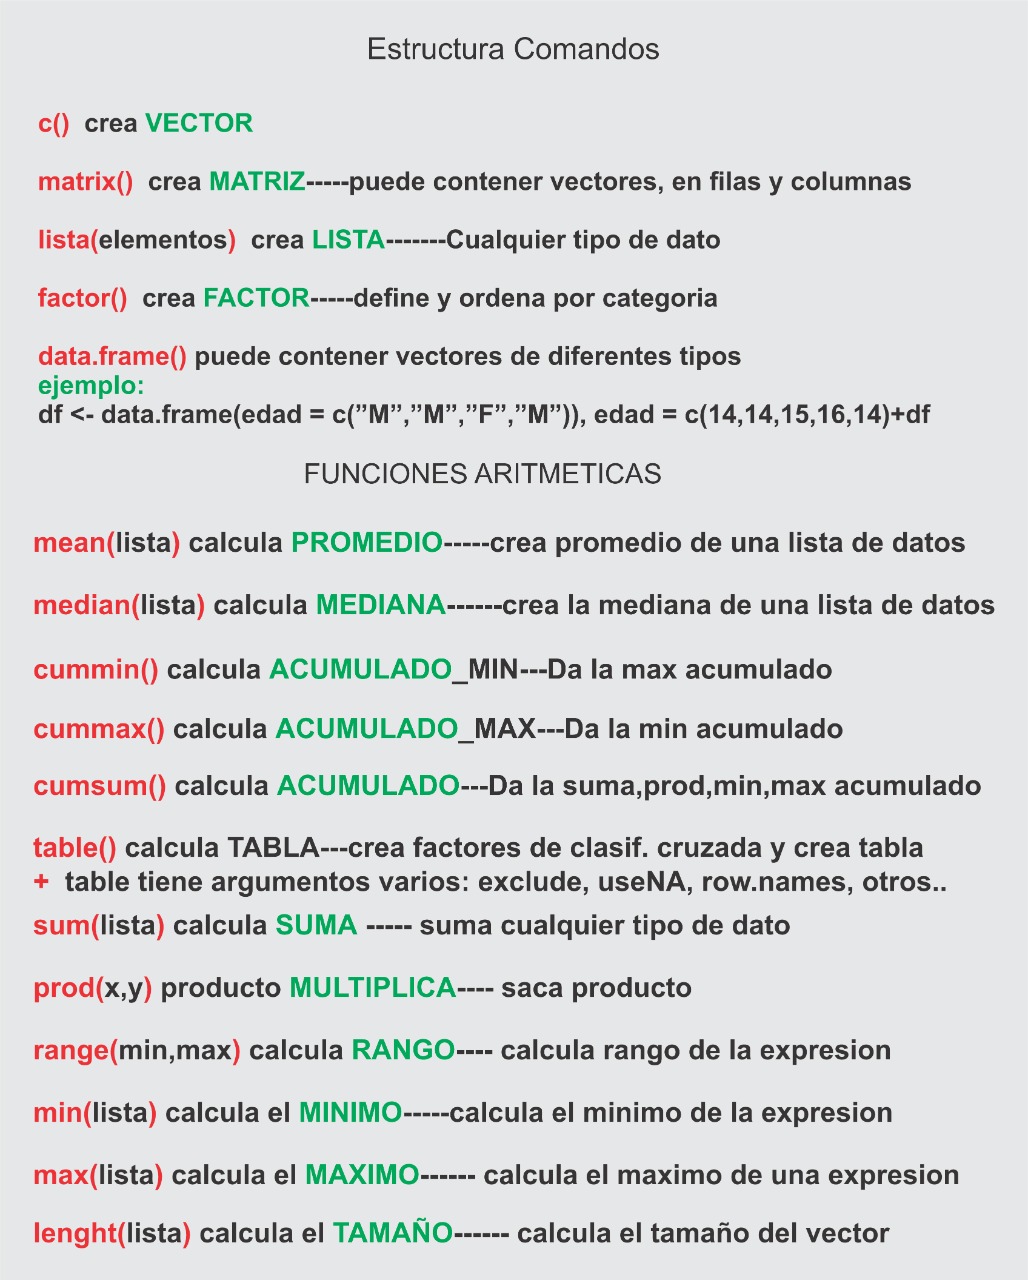 Estructura Comandos
c() crea VECTOR
matrix() crea MATRIZ-----puede contener vectores, en filas y columnas
lista(elementos) crea LISTA-------Cualquier tipo de dato
factor() crea FACTOR-----define y ordena por categoria
data.frame() puede contener vectores de diferentes tipos
ejemplo:
df <- data.frame(edad = c(”M”,”M”,”F”,”M”)), edad = c(14,14,15,16,14)+df
FUNCIONES ARITMETICAS
mean(lista) calcula PROMEDIO-----crea promedio de una lista de datos
median(lista) calcula MEDIANA------crea la mediana de una lista de datos
cummin() calcula ACUMULADO_MIN---Da la max acumulado
cummax() calcula ACUMULADO_MAX---Da la min acumulado
cumsum() calcula ACUMULADO---Da la suma,prod,min,max acumulado
table() calcula TABLA---crea factores de clasif. cruzada y crea tabla
+ table tiene argumentos varios: exclude, useNA, row.names, otros..
sum(lista) calcula SUMA ----- suma cualquier tipo de dato
prod(x,y) producto MULTIPLICA---- saca producto
range(min,max) calcula RANGO---- calcula rango de la expresion
min(lista) calcula el MINIMO-----calcula el minimo de la expresion
max(lista) calcula el MAXIMO------ calcula el maximo de una expresion
lenght(lista) calcula el TAMAÑO------ calcula el tamaño del vector